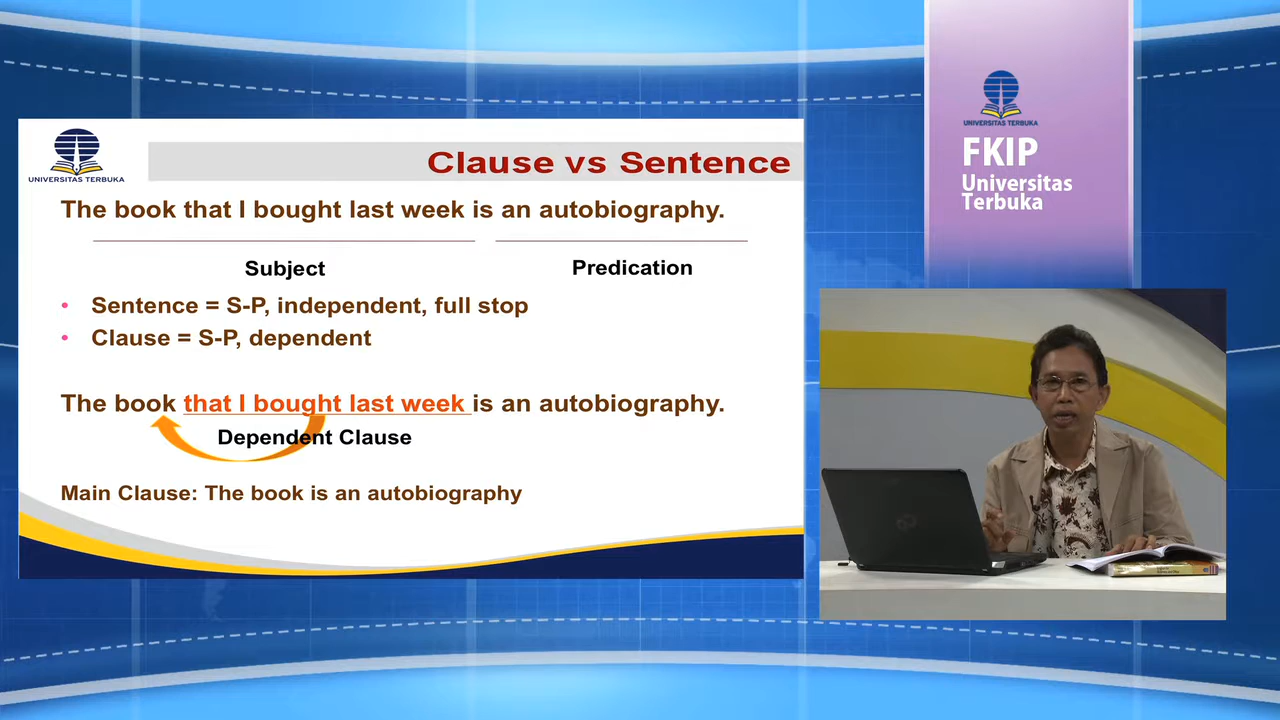 UNIVERSITAS TERBUKA
FKIP
Universitas
Terbuka
UNIVERSITAS TERBUKA
Clause vs Sentence
The book that I bought last week is an autobiography.
Subject
Predication
• Sentence = S-P, independent, full stop
• Clause = S-P, dependent
The book that I bought last week is an autobiography.
Dependent Clause
Main Clause: The book is an autobiography